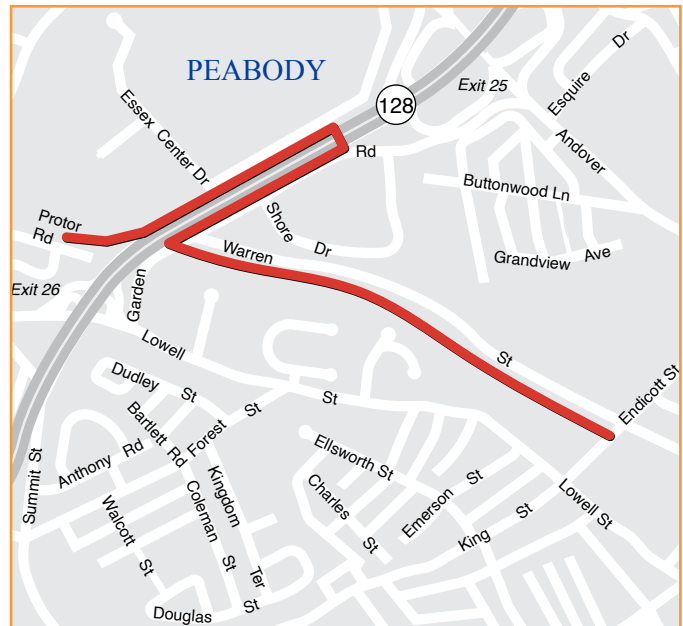 PEABODY
Exit 25
Esquire Dr
128
Essex Center Dr
Andover
Rd
Buttonwood Ln
Protor
Rd
Shore Dr
Grandview Ave
Warren St
Exit 26
Garden
Lowell St
Endicott St
Dudley St
Bartlett Rd
Forest St
Anthony Rd
Ellsworth St
Kingdom Ter
Coleman St
Charles St
Emerson St
King St
Lowell St
Summit St
Walcott St
Douglas St